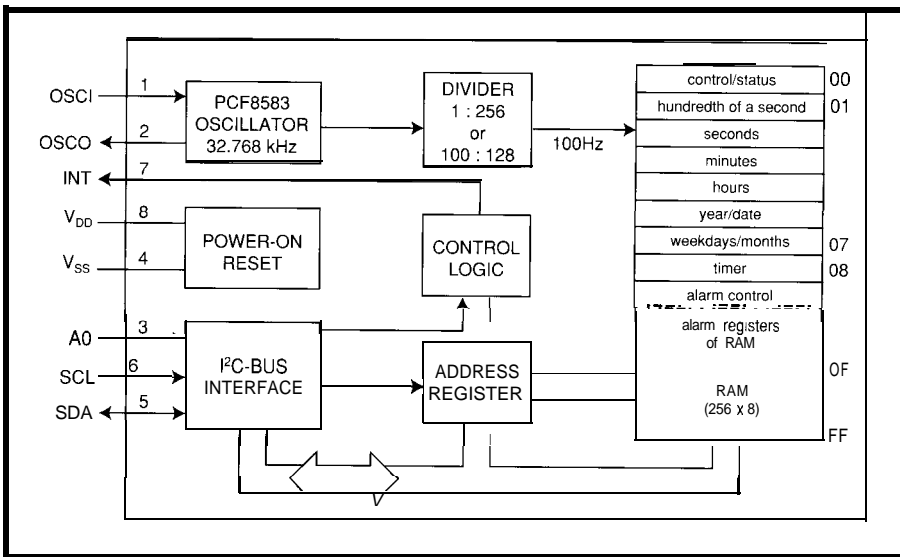 OSCI 1
OSCO 2
INT 7
VDD 8
VSS 4
A0 3
SCL 6
SDA 5
PCF8583
OSCILLATOR
32.768 kHz
DIVIDER
1 : 256
or
100 : 128
100Hz
POWER-ON
RESET
CONTROL
LOGIC
I²C-BUS
INTERFACE
ADDRESS
REGISTER
control/status 00
hundredth of a second 01
seconds
minutes
hours
year/date
weekdays/months 07
timer 08
alarm control
alarm registers
of RAM
0F
RAM
(256 x 8)
FF